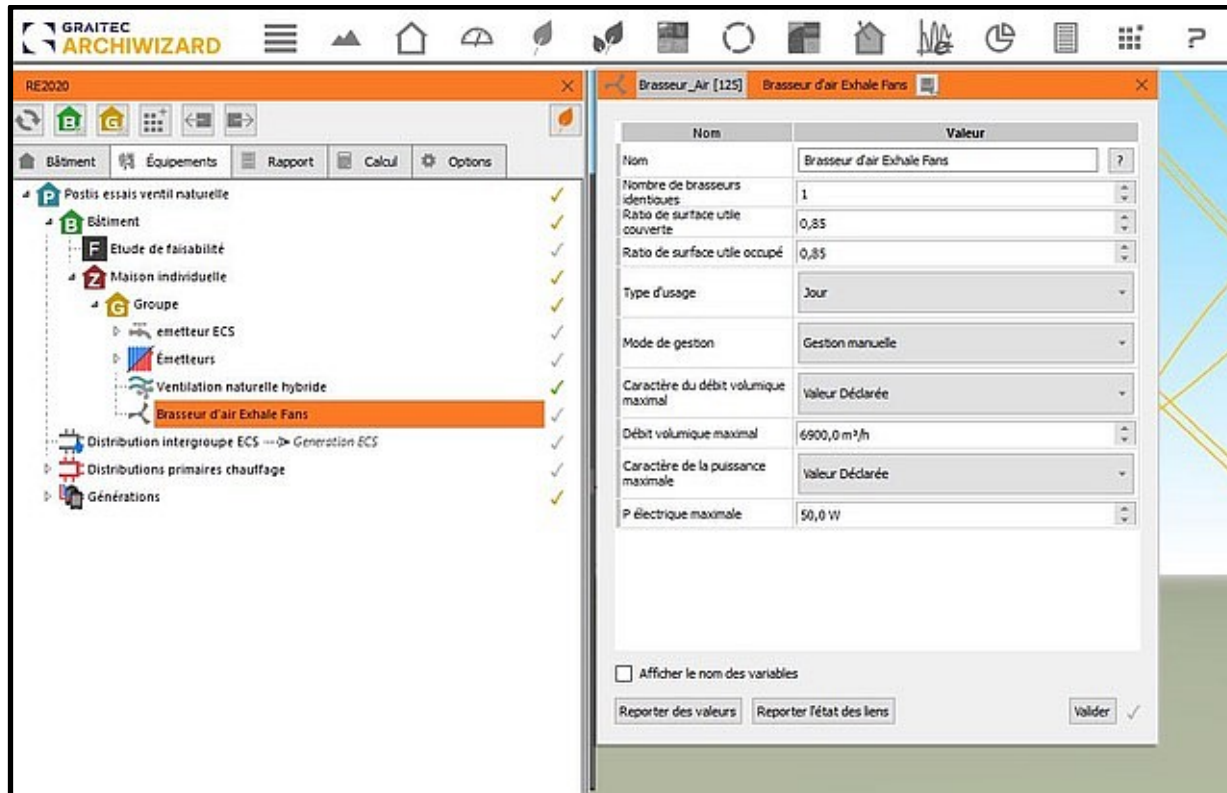 GRAITEC
ARCHIWIZARD
?
RE2020
B
G
Bâtiment Équipements Rapport Calcul Options
P Postis essais ventil naturelle
B Bâtiment
F Etude de faisabilité
Z Maison individuelle
G Groupe
emetteur ECS
Émetteurs
Ventilation naturelle hybride
Brasseur d'air Exhale Fans
Distribution intergroupe ECS Generation ECS
Distributions primaires chauffage
Générations
Brasseur_Air [125] Brasseur d'air Exhale Fans
Nom Valeur
Nom Brasseur d'air Exhale Fans ?
Nombre de brasseurs
identiques 1
Ratio de surface utile
couverte 0,85
Ratio de surface utile occupé 0,85
Type d'usage Jour
Mode de gestion Gestion manuelle
Caractère du débit volumique
maximal Valeur Déclarée
Débit volumique maximal 6900,0 m³/h
Caractère de la puissance
maximale Valeur Déclarée
P électrique maximale 50,0 W
Afficher le nom des variables
Reporter des valeurs Reporter l'état des liens Valider